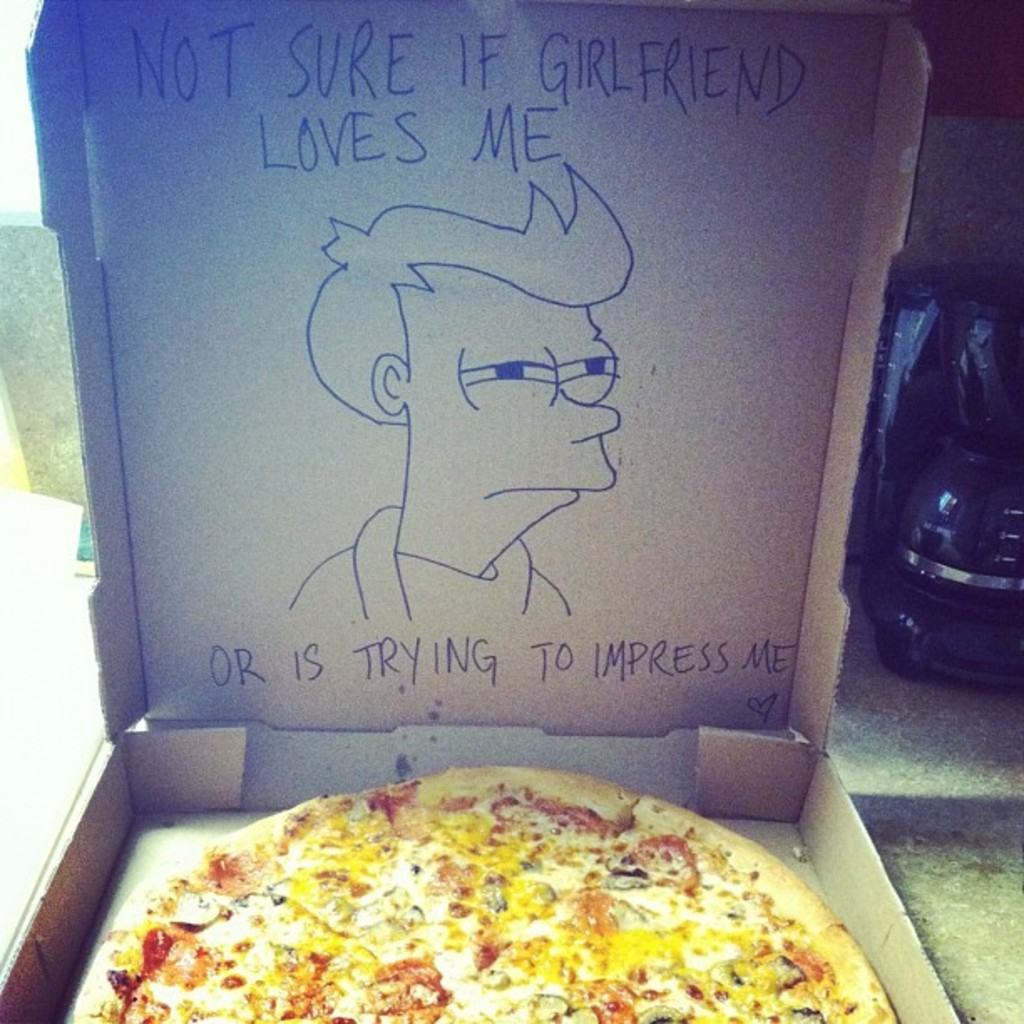 NOT SURE IF GIRLFRIEND
LOVES ME
OR IS TRYING TO IMPRESS ME